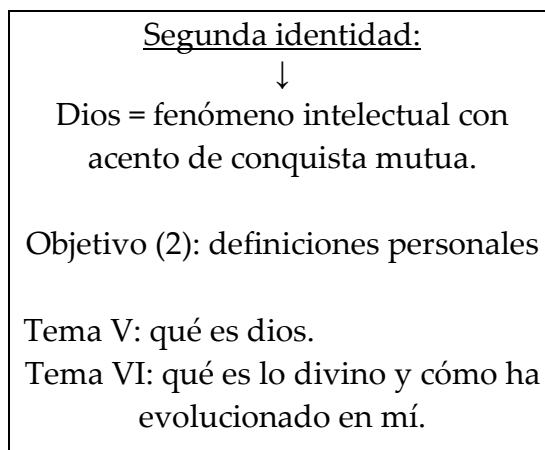 Segunda identidad:
↓
Dios = fenómeno intelectual con
acento de conquista mutua.
Objetivo (2): definiciones personales
Tema V: qué es dios.
Tema VI: qué es lo divino y cómo ha
evolucionado en mí.